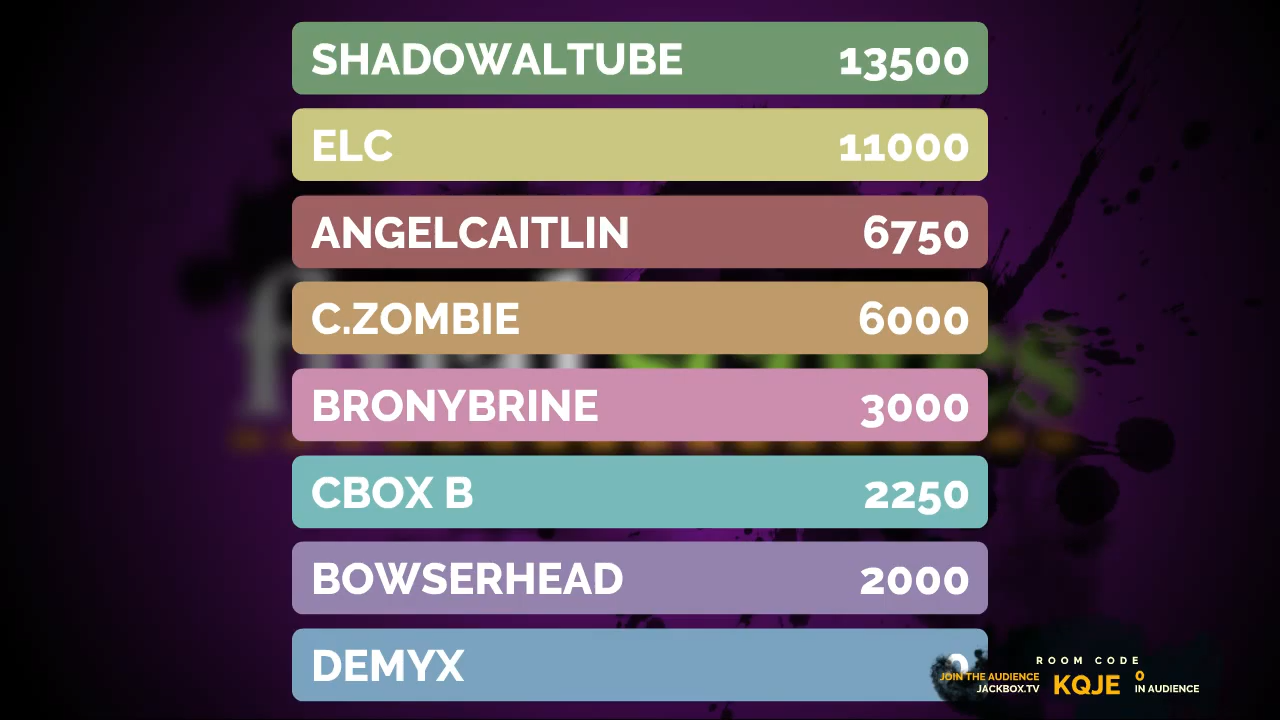 SHADOWALTUBE 13500
ELC 11000
ANGELCAITLIN 6750
C.ZOMBIE 6000
BRONYBRINE 3000
CBOX B 2250
BOWSERHEAD 2000
DEMYX 0
ROOM CODE
JOIN THE AUDIENCE
JACKBOX.TV
KQJE
0
IN AUDIENCE